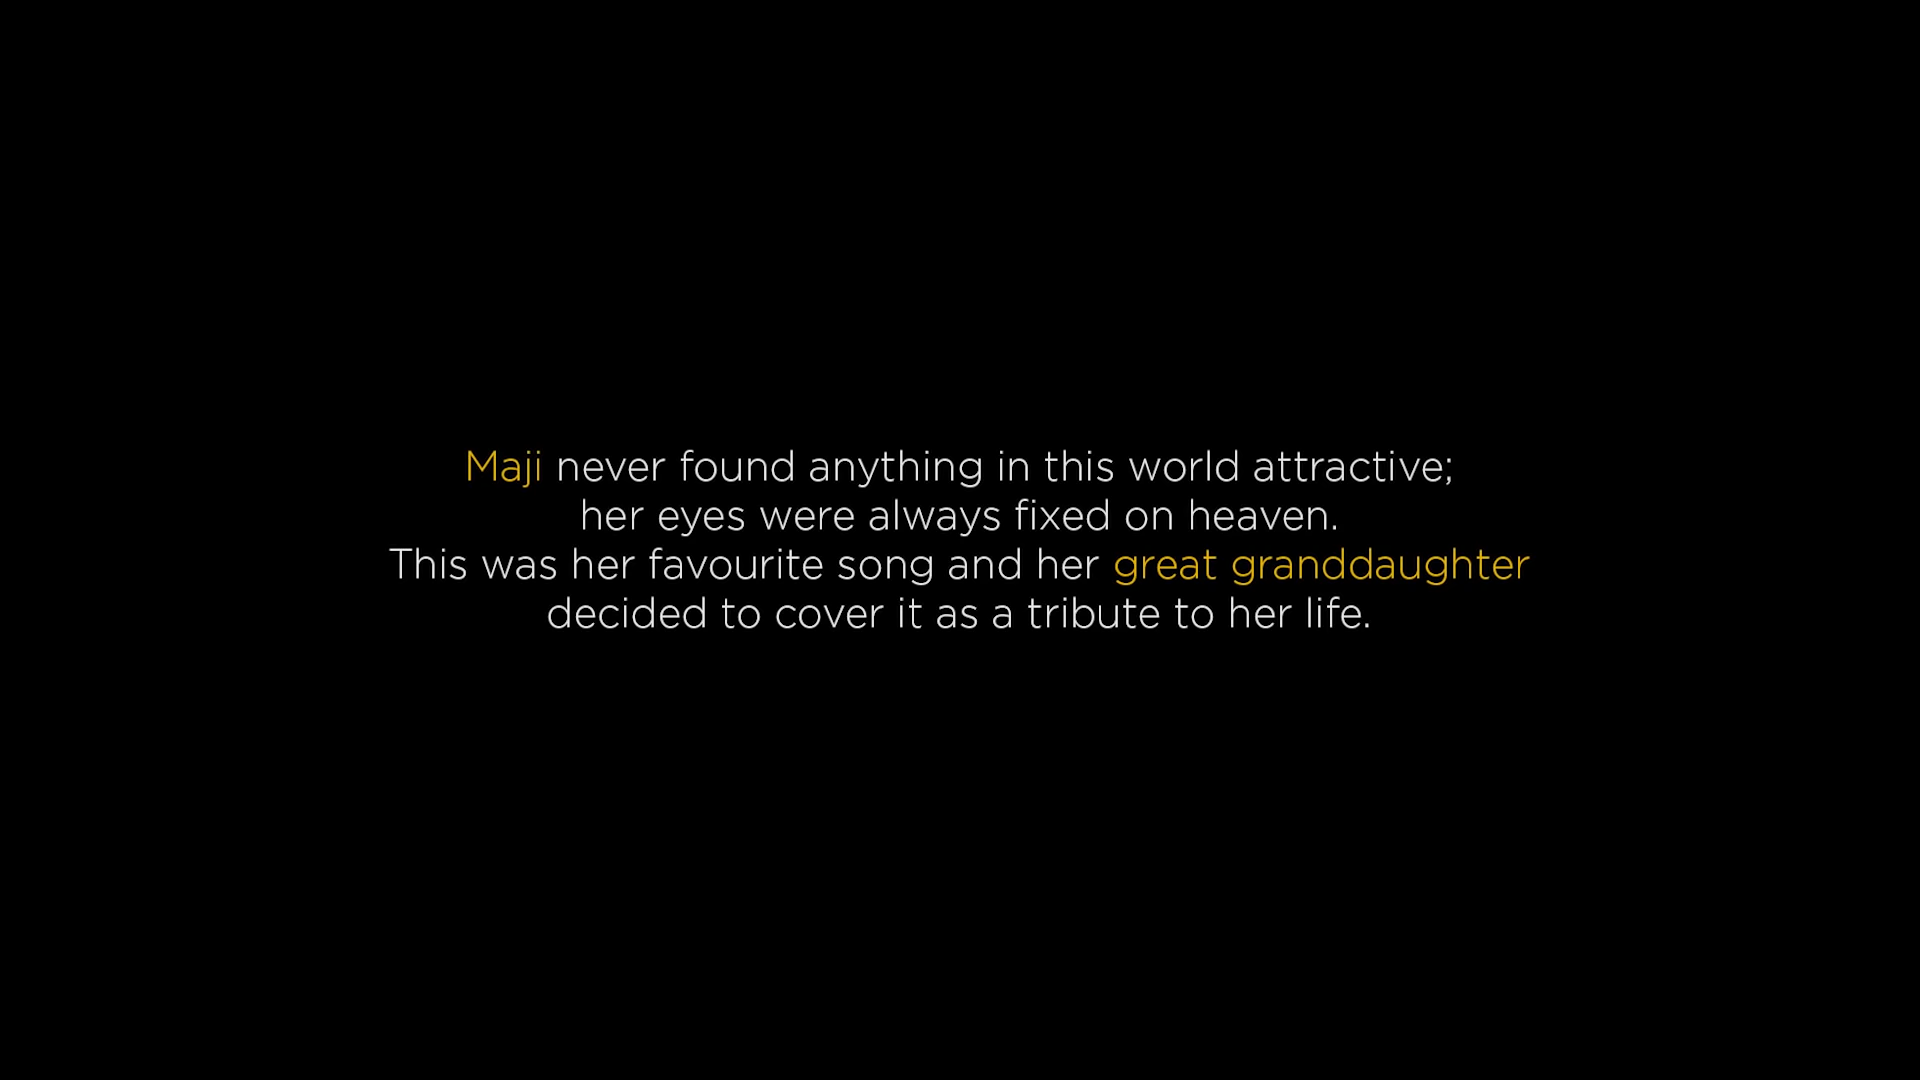 Maji never found anything in this world attractive;
her eyes were always fixed on heaven.
This was her favourite song and her great granddaughter
decided to cover it as a tribute to her life.